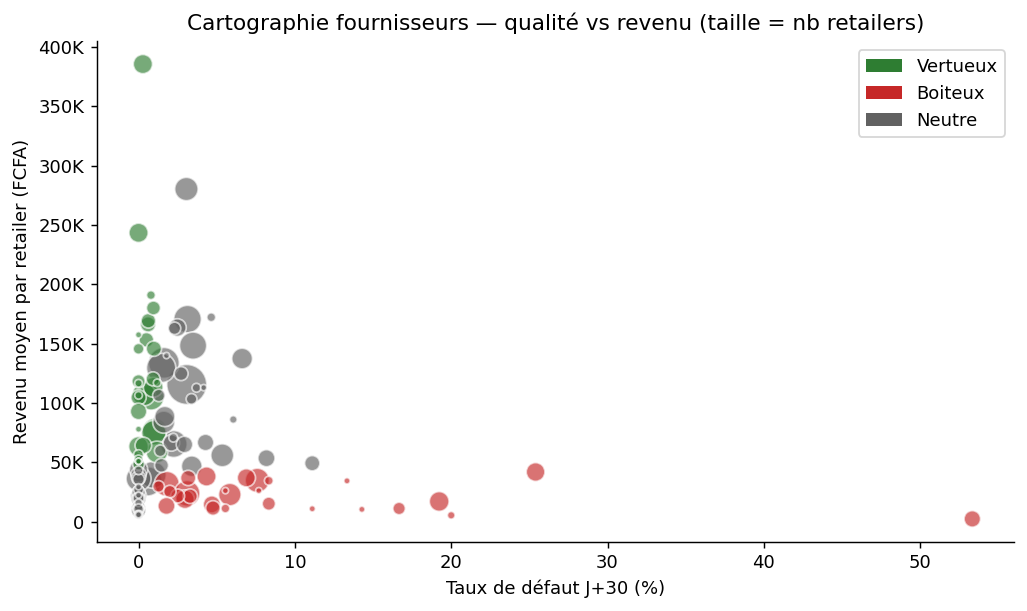 Cartographie fournisseurs — qualité vs revenu (taille = nb retailers)
400K
350K
300K
250K
200K
150K
100K
50K
0
Revenu moyen par retailer (FCFA)
Vertueux
Boiteux
Neutre
0 10 20 30 40 50
Taux de défaut J+30 (%)